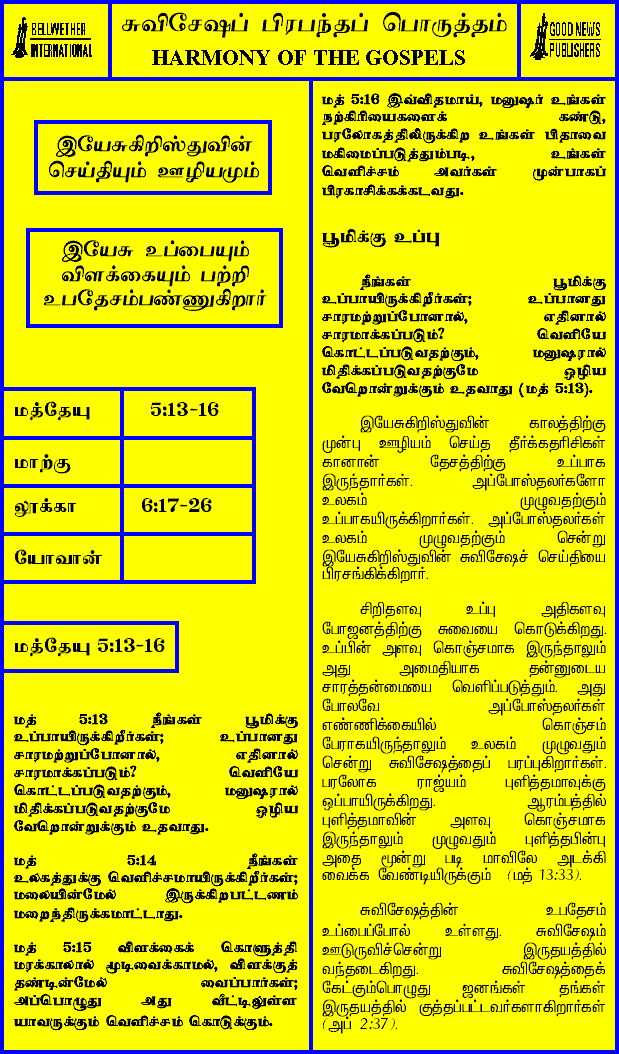 BELLWETHER
INTERNATIONAL
சுவிசேஷப் பிரபந்தப் பொருத்தம்
HARMONY OF THE GOSPELS
GOOD NEWS
PUBLISHERS
இயேசுகிறிஸ்துவின்
செய்தியும் ஊழியமும்
இயேசு உப்பையும்
விளக்கையும் பற்றி
உபதேசம்பண்ணுகிறார்
மத்தேயு 5:13-16
மாற்கு
லூக்கா 6:17-26
யோவான்
மத்தேயு 5:13-16
மத் 5:13 நீங்கள் பூமிக்கு
உப்பாயிருக்கிறீர்கள்; உப்பானது
சாரமற்றுப்போனால், எதினால்
சாரமாக்கப்படும்? வெளியே
கொட்டப்படுவதற்கும், மனுஷரால்
மிதிக்கப்படுவதற்குமே ஒழிய
வேறொன்றுக்கும் உதவாது.
மத் 5:14 நீங்கள்
உலகத்துக்கு வெளிச்சமாயிருக்கிறீர்கள்;
மலையின்மேல் இருக்கிறபட்டணம்
மறைந்திருக்கமாட்டாது.
மத் 5:15 விளக்கைக் கொளுத்தி
மரக்காலால் மூடிவைக்காமல், விளக்குத்
தண்டின்மேல் வைப்பார்கள்;
அப்பொழுது அது வீட்டிலுள்ள
யாவருக்கும் வெளிச்சம் கொடுக்கும்.
மத் 5:16 இவ்விதமாய், மனுஷர் உங்கள்
நற்கிரியைகளைக் கண்டு,
பரலோகத்திலிருக்கிற உங்கள் பிதாவை
மகிமைப்படுத்தும்படி, உங்கள்
வெளிச்சம் அவர்கள் முன்பாகப்
பிரகாசிக்கக்கடவது.
பூமிக்கு உப்பு
நீங்கள் பூமிக்கு
உப்பாயிருக்கிறீர்கள்; உப்பானது
சாரமற்றுப்போனால், எதினால்
சாரமாக்கப்படும்? வெளியே
கொட்டப்படுவதற்கும், மனுஷரால்
மிதிக்கப்படுவதற்குமே ஒழிய
வேறொன்றுக்கும் உதவாது (மத் 5:13).
இயேசுகிறிஸ்துவின் காலத்திற்கு
முன்பு ஊழியம் செய்த தீர்க்கதரிசிகள்
கானான் தேசத்திற்கு உப்பாக
இருந்தார்கள். அப்போஸ்தலர்களோ
உலகம் முழுவதற்கும்
உப்பாகயிருக்கிறார்கள். அப்போஸ்தலர்கள்
உலகம் முழுவதற்கும் சென்று
இயேசுகிறிஸ்துவின் சுவிசேஷச் செய்தியை
பிரசங்கிக்கிறார்.
சிறிதளவு உப்பு அதிகளவு
போஜனத்திற்கு சுவையை கொடுக்கிறது.
உப்பின் அளவு கொஞ்சமாக இருந்தாலும்
அது அமைதியாக தன்னுடைய
சாரத்தன்மையை வெளிப்படுத்தும். அது
போலவே அப்போஸ்தலர்கள்
எண்ணிக்கையில் கொஞ்சம்
பேராகயிருந்தாலும் உலகம் முழுவதும்
சென்று சுவிசேஷத்தைப் பரப்புகிறார்கள்.
பரலோக ராஜ்யம் புளித்தமாவுக்கு
ஒப்பாயிருக்கிறது. ஆரம்பத்தில்
புளித்தமாவின் அளவு கொஞ்சமாக
இருந்தாலும் முழுவதும் புளித்தபின்பு
அதை மூன்று படி மாவிலே அடக்கி
வைக்க வேண்டியிருக்கும் (மத் 13:33).
சுவிசேஷத்தின் உபதேசம்
உப்பைப்போல் உள்ளது. சுவிசேஷம்
ஊடுருவிச்சென்று இருதயத்தில்
வந்தடைகிறது. சுவிசேஷத்தைக்
கேட்கும்பொழுது ஜனங்கள் தங்கள்
இருதயத்தில் குத்தப்பட்டவர்களாகிறார்கள்
(அப் 2:37).